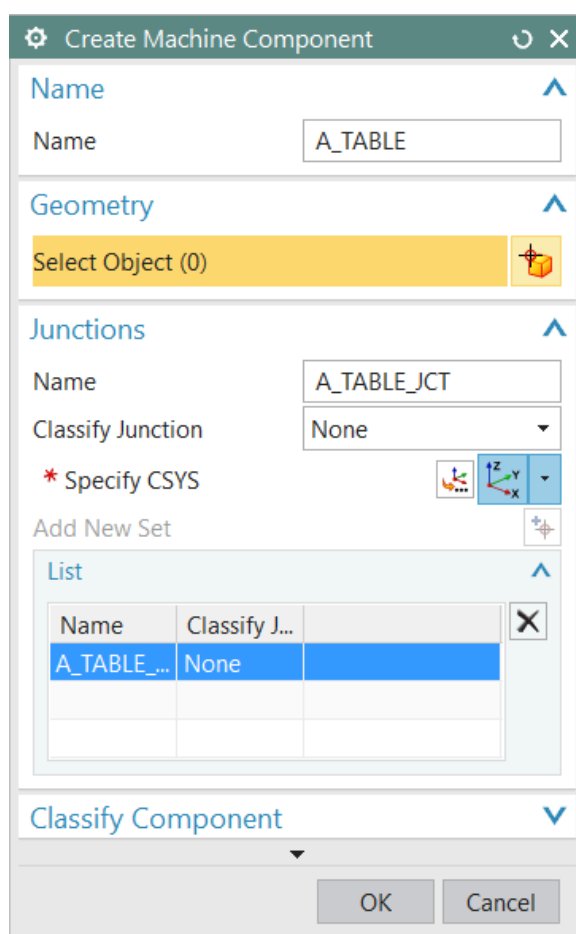 Create Machine Component
Name
Name A_TABLE
Geometry
Select Object (0)
Junctions
Name A_TABLE_JCT
Classify Junction None
* Specify CSYS
Z Y X
Add New Set
List
Name Classify J...
A_TABLE_... None
Classify Component
OK Cancel